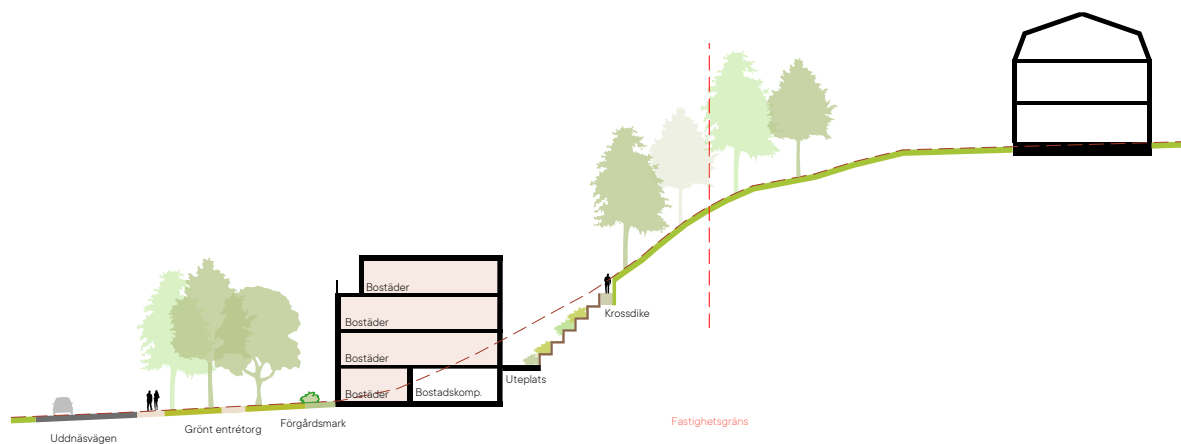 Bostäder
Krossdike
Bostäder
Bostäder
Uteplats
Bostäder
Bostadskomp.
Fastighetsgräns
Förgårdsmark
Grönt entrétorg
Uddnäsvägen